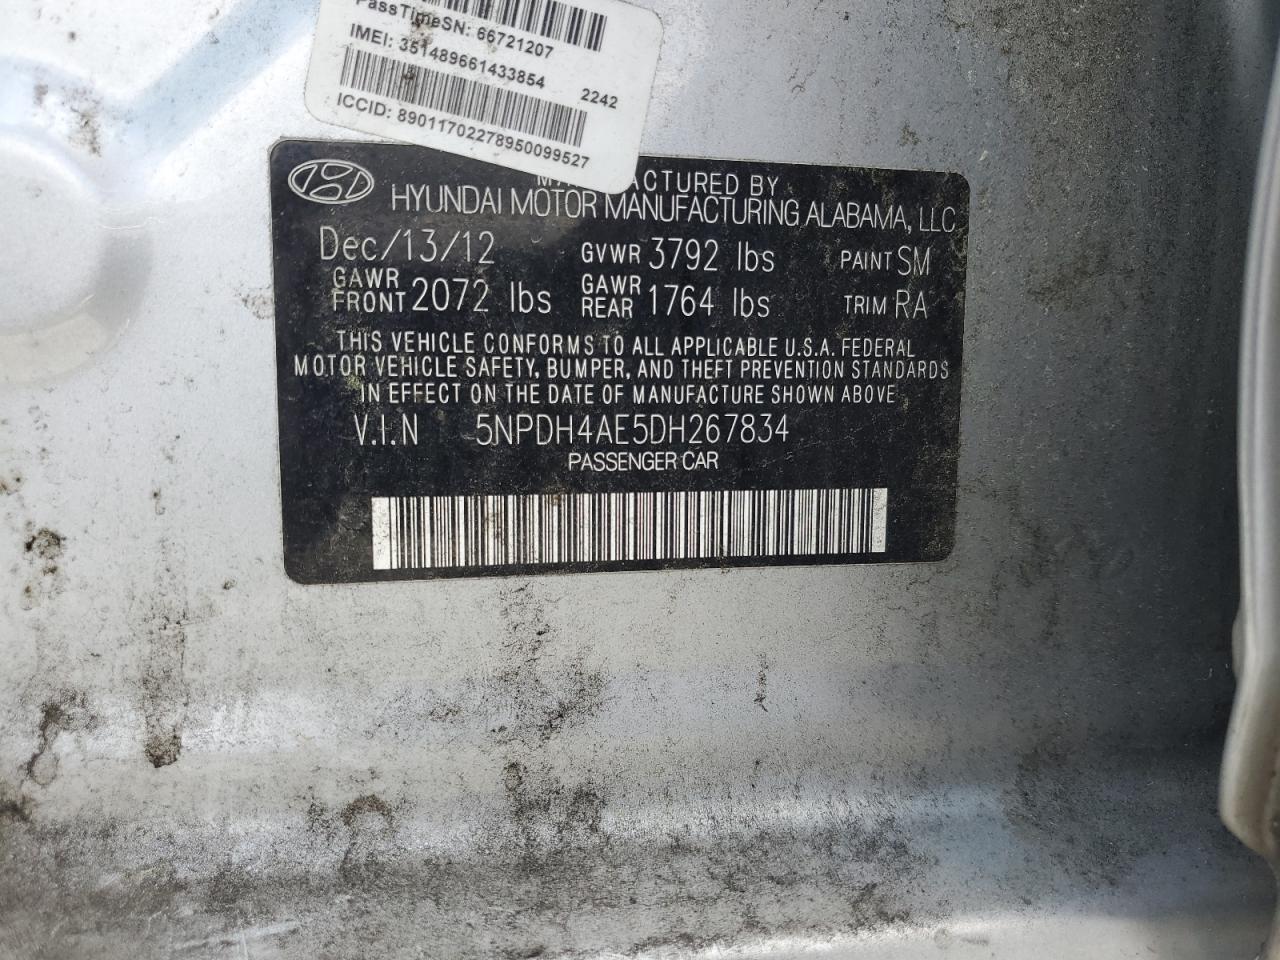 PassTimeSN: 66721207
IMEI: 351489661433854
2242
ICCID: 89011702278950099527
BY
HYUNDAI MOTOR MANUFACTURING ALABAMA, LLC
Dec/13/12 GVWR 3792 lbs PAINT SM
GAWR FRONT 2072 lbs GAWR REAR 1764 lbs TRIM RA
THIS VEHICLE CONFORMS TO ALL APPLICABLE U.S.A. FEDERAL
MOTOR VEHICLE SAFETY, BUMPER, AND THEFT PREVENTION STANDARDS
IN EFFECT ON THE DATE OF MANUFACTURE SHOWN ABOVE
V.I.N 5NPDH4AE5DH267834
PASSENGER CAR